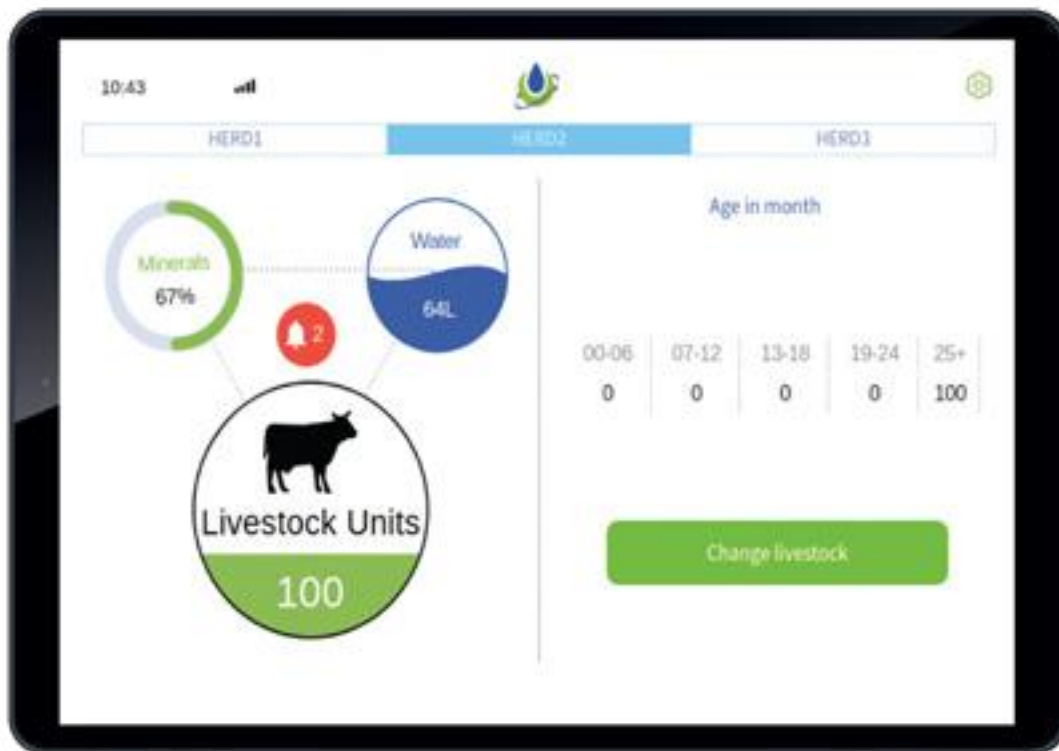 10:43
HERD1 HERD2 HERD3
Minerals
67%
Water
64L
2
Livestock Units
100
Age in month
00-06 07-12 13-18 19-24 25+
0 0 0 0 100
Change livestock